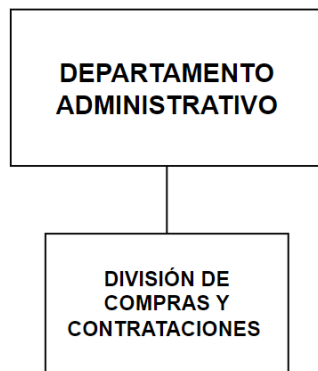 DEPARTAMENTO
ADMINISTRATIVO
DIVISIÓN DE
COMPRAS Y
CONTRATACIONES